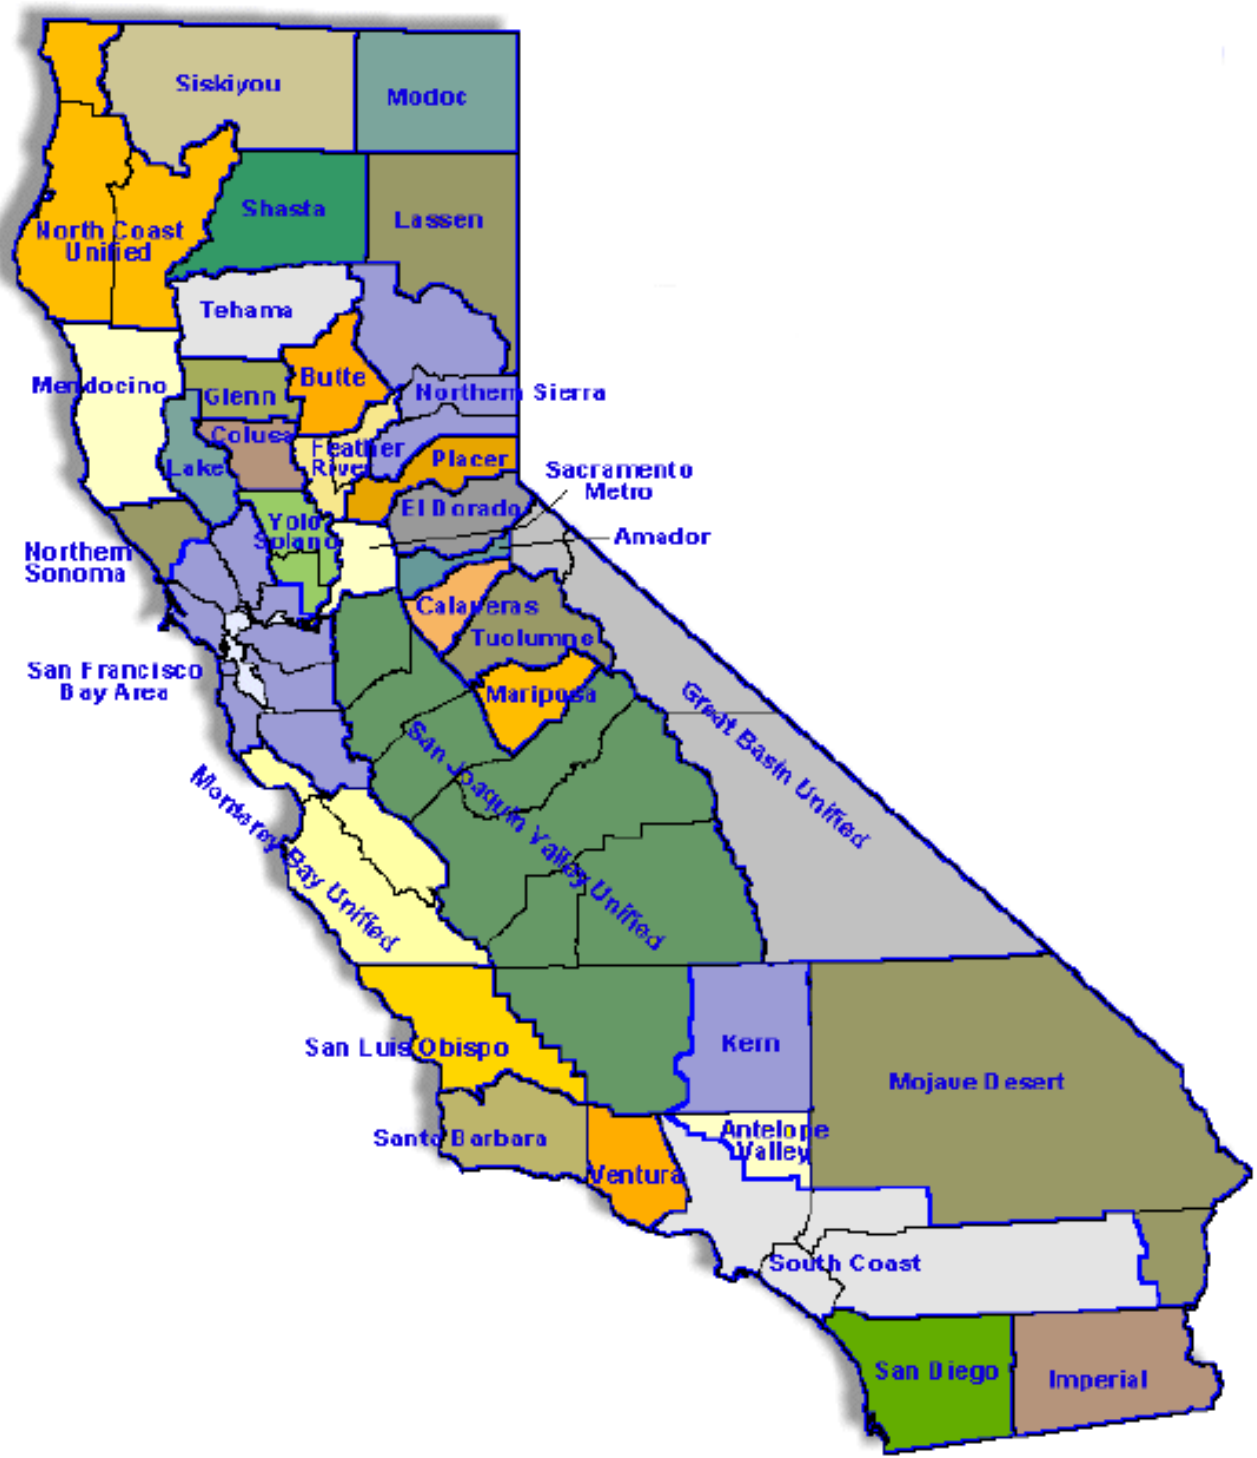 Siskiyou
Modoc
Shasta
Lassen
North Coast
Unified
Tehama
Butte
Mendocino
Glenn
Northern Sierra
Colusa
Feather
River
Lake
Placer
Sacramento
Metro
El Dorado
Yolo
Solano
Amador
Northern
Sonoma
Calaveras
Tuolumne
San Francisco
Bay Area
Mariposa
Great Basin Unified
San Joaquin Valley Unified
Monterey Bay Unified
San Luis Obispo
Kern
Mojave Desert
Santa Barbara
Antelope
Valley
Ventura
South Coast
San Diego
Imperial